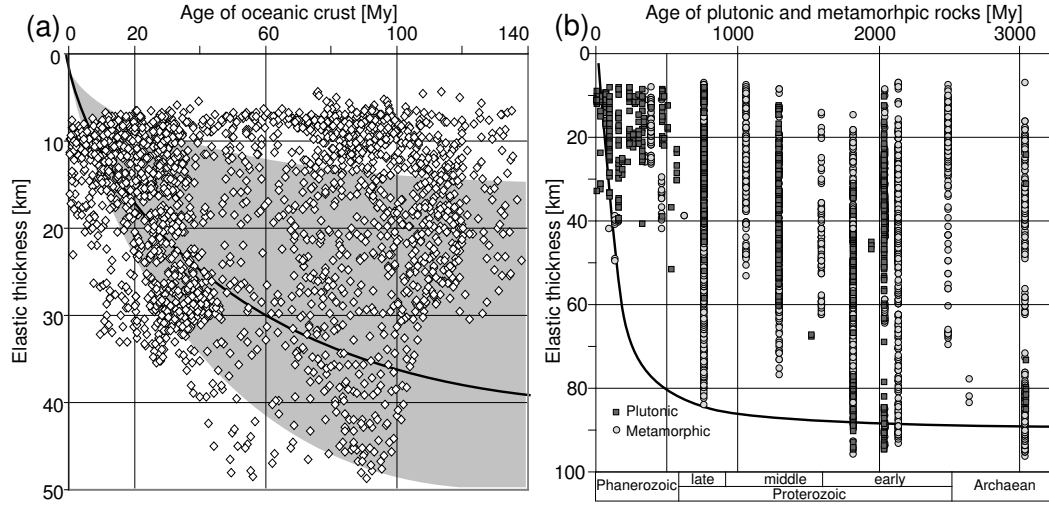 Age of oceanic crust [My]
(a)
0 20 60 100 140
Elastic thickness [km]
0
10
20
30
40
50
Age of plutonic and metamorhpic rocks [My]
(b)
0 1000 2000 3000
Elastic thickness [km]
0
20
40
60
80
100
Plutonic
Metamorphic
Phanerozoic late middle early Archaean
Proterozoic